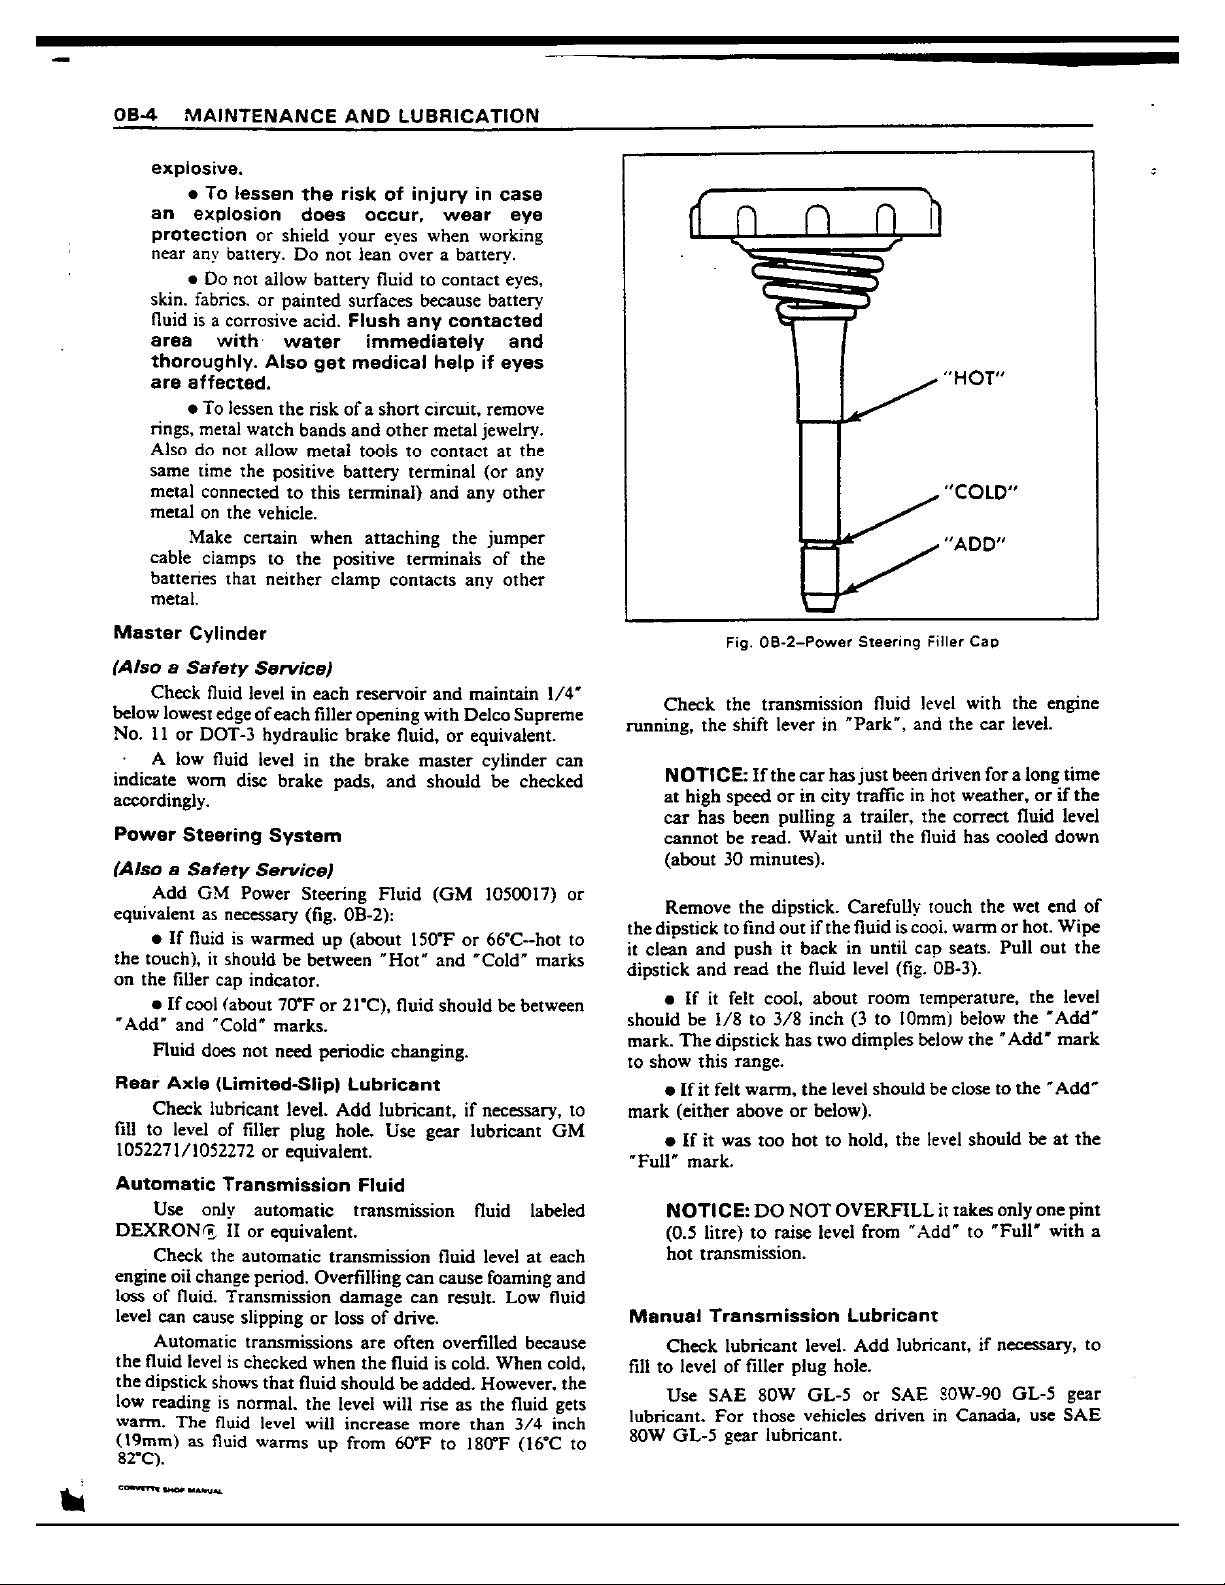 0B-4 MAINTENANCE AND LUBRICATION
explosive.
● To lessen the risk of injury in case
an explosion does occur, wear eye
protection or shield your eyes when working
near any battery. Do not lean over a battery.
● Do not allow battery fluid to contact eyes,
skin, fabrics, or painted surfaces because battery
fluid is a corrosive acid. Flush any contacted
area with water immediately and
thoroughly. Also get medical help if eyes
are affected.
● To lessen the risk of a short circuit, remove
rings, metal watch bands and other metal jewelry.
Also do not allow metal tools to contact at the
same time the positive battery terminal (or any
metal connected to this terminal) and any other
metal on the vehicle.
Make certain when attaching the jumper
cable clamps to the positive terminals of the
batteries that neither clamp contacts any other
metal.
Master Cylinder
(Also a Safety Service)
Check fluid level in each reservoir and maintain 1/4"
below lowest edge of each filler opening with Delco Supreme
No. 11 or DOT-3 hydraulic brake fluid, or equivalent.
A low fluid level in the brake master cylinder can
indicate worn disc brake pads, and should be checked
accordingly.
Power Steering System
(Also a Safety Service)
Add GM Power Steering Fluid (GM 1050017) or
equivalent as necessary (fig. 0B-2):
● If fluid is warmed up (about 150°F or 66°C--hot to
the touch), it should be between "Hot" and "Cold" marks
on the filler cap indcator.
● If cool (about 70°F or 21°C), fluid should be between
"Add" and "Cold" marks.
Fluid does not need periodic changing.
Rear Axle (Limited-Slip) Lubricant
Check lubricant level. Add lubricant, if necessary, to
fill to level of filler plug hole. Use gear lubricant GM
1052271/1052272 or equivalent.
Automatic Transmission Fluid
Use only automatic transmission fluid labeled
DEXRON® II or equivalent.
Check the automatic transmission fluid level at each
engine oil change period. Overfilling can cause foaming and
loss of fluid. Transmission damage can result. Low fluid
level can cause slipping or loss of drive.
Automatic transmissions are often overfilled because
the fluid level is checked when the fluid is cold. When cold,
the dipstick shows that fluid should be added. However, the
low reading is normal, the level will rise as the fluid gets
warm. The fluid level will increase more than 3/4 inch
(19mm) as fluid warms up from 60°F to 180°F (16°C to
82°C).
CORVETTE SHOP MANUAL
"HOT"
"COLD"
"ADD"
Fig. 0B-2–Power Steering Filler Cap
Check the transmission fluid level with the engine
running, the shift lever in "Park", and the car level.
NOTICE: If the car has just been driven for a long time
at high speed or in city traffic in hot weather, or if the
car has been pulling a trailer, the correct fluid level
cannot be read. Wait until the fluid has cooled down
(about 30 minutes).
Remove the dipstick. Carefully touch the wet end of
the dipstick to find out if the fluid is cool, warm or hot. Wipe
it clean and push it back in until cap seats. Pull out the
dipstick and read the fluid level (fig. 0B-3).
● If it felt cool, about room temperature, the level
should be 1/8 to 3/8 inch (3 to 10mm) below the "Add"
mark. The dipstick has two dimples below the "Add" mark
to show this range.
● If it felt warm, the level should be close to the "Add"
mark (either above or below).
● If it was too hot to hold, the level should be at the
"Full" mark.
NOTICE: DO NOT OVERFILL it takes only one pint
(0.5 litre) to raise level from "Add" to "Full" with a
hot transmission.
Manual Transmission Lubricant
Check lubricant level. Add lubricant, if necessary, to
fill to level of filler plug hole.
Use SAE 80W GL-5 or SAE 80W-90 GL-5 gear
lubricant. For those vehicles driven in Canada, use SAE
80W GL-5 gear lubricant.